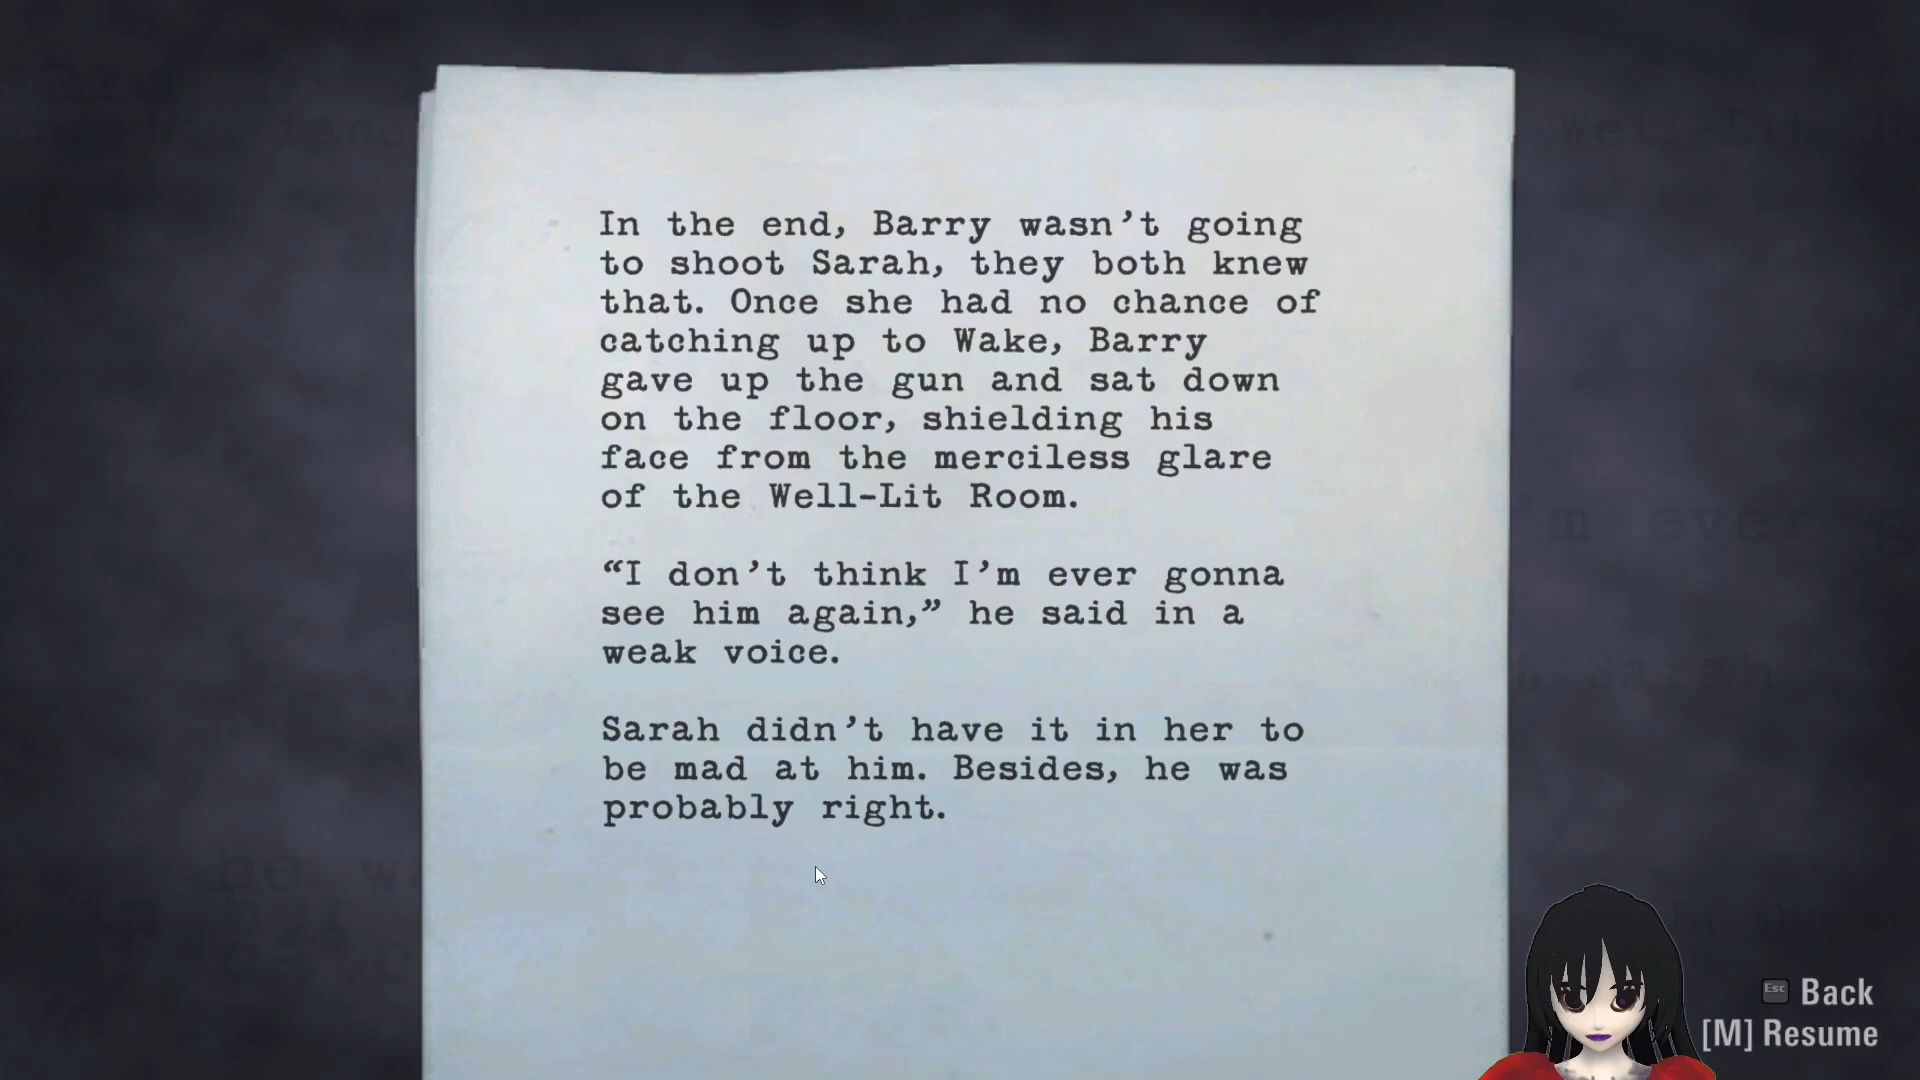 In the end, Barry wasn’t going
to shoot Sarah, they both knew
that. Once she had no chance of
catching up to Wake, Barry
gave up the gun and sat down
on the floor, shielding his
face from the merciless glare
of the Well-Lit Room.
“I don’t think I’m ever gonna
see him again,” he said in a
weak voice.
Sarah didn’t have it in her to
be mad at him. Besides, he was
probably right.
Esc Back
[M] Resume